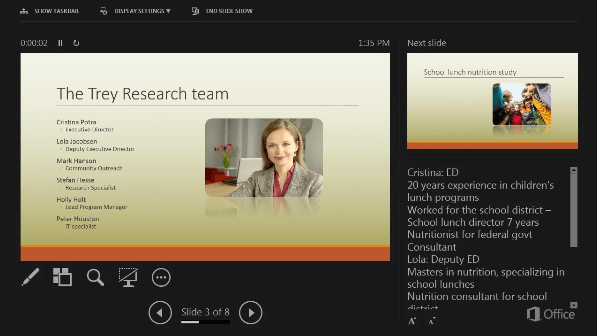 SHOW TASKBAR
DISPLAY SETTINGS ▼
END SLIDE SHOW
0:00:02
1:35 PM
The Trey Research team
Cristina Potra
Executive Director
Lola Jacobsen
Deputy Executive Director
Mark Hanson
Community Outreach
Stefan Hesse
Research Specialist
Holly Holt
Lead Program Manager
Peter Houston
IT specialist
Slide 3 of 8
Next slide
School lunch nutrition study
Cristina: ED
20 years experience in children's
lunch programs
Worked for the school district –
School lunch director 7 years
Nutritionist for federal govt
Consultant
Lola: Deputy ED
Masters in nutrition, specializing in
school lunches
Nutrition consultant for school
district
A A
Office